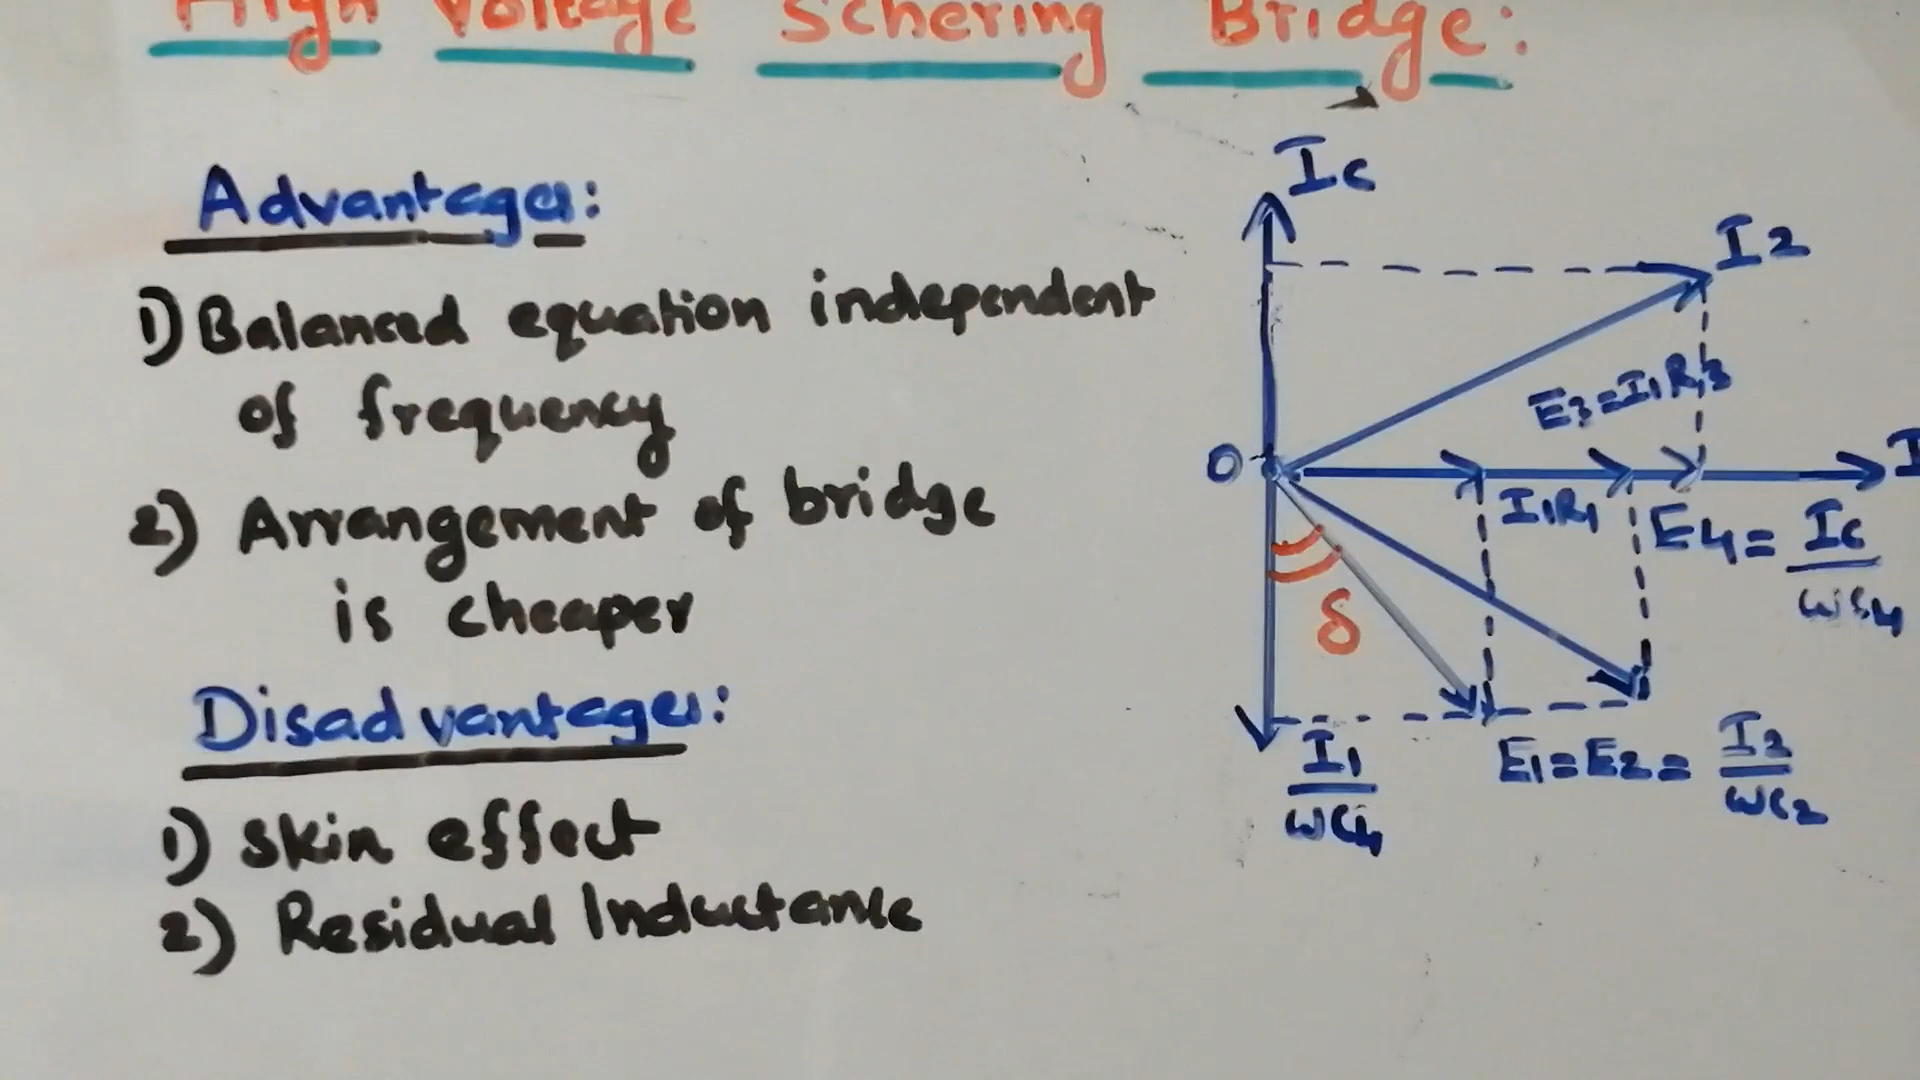 High Voltage Schering Bridge:
Advantages:
1) Balanced equation independent
of frequency
2) Arrangement of bridge
is cheaper
Disadvantages:
1) Skin effect
2) Residual Inductance
Ic
I2
E3=I1R3
O
I
I1R1
E4= Ic
ωC4
δ
I1
ωC4
E1=E2= I2
ωC2